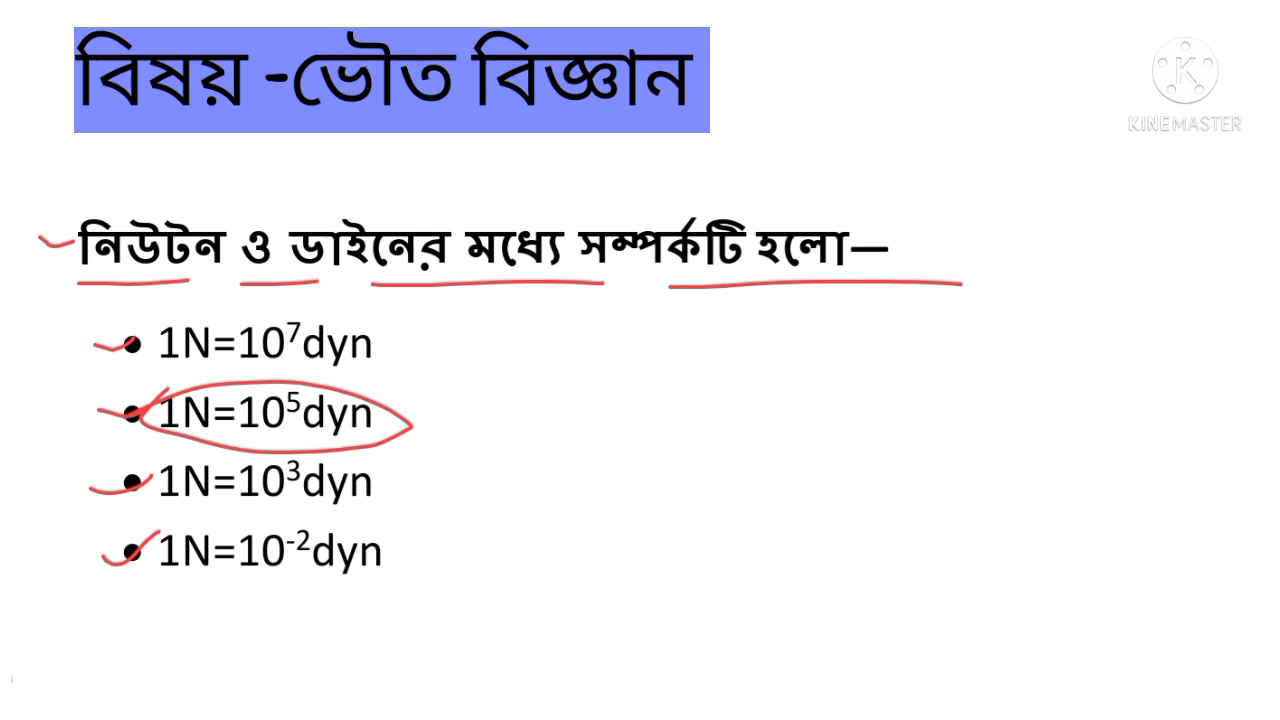 বিষয় -ভৌত বিজ্ঞান
KINEMASTER
নিউটন ও ডাইনের মধ্যে সম্পর্কটি হলো—
• 1N=10⁷dyn
• 1N=10⁵dyn
• 1N=10³dyn
• 1N=10⁻²dyn